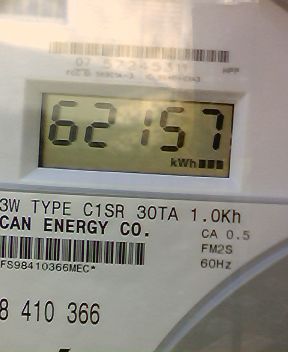 62157
kWh
3W TYPE C1SR 30TA 1.0Kh
CAN ENERGY CO.
CA 0.5
FM2S
60Hz
FS98410366MEC*
8 410 366